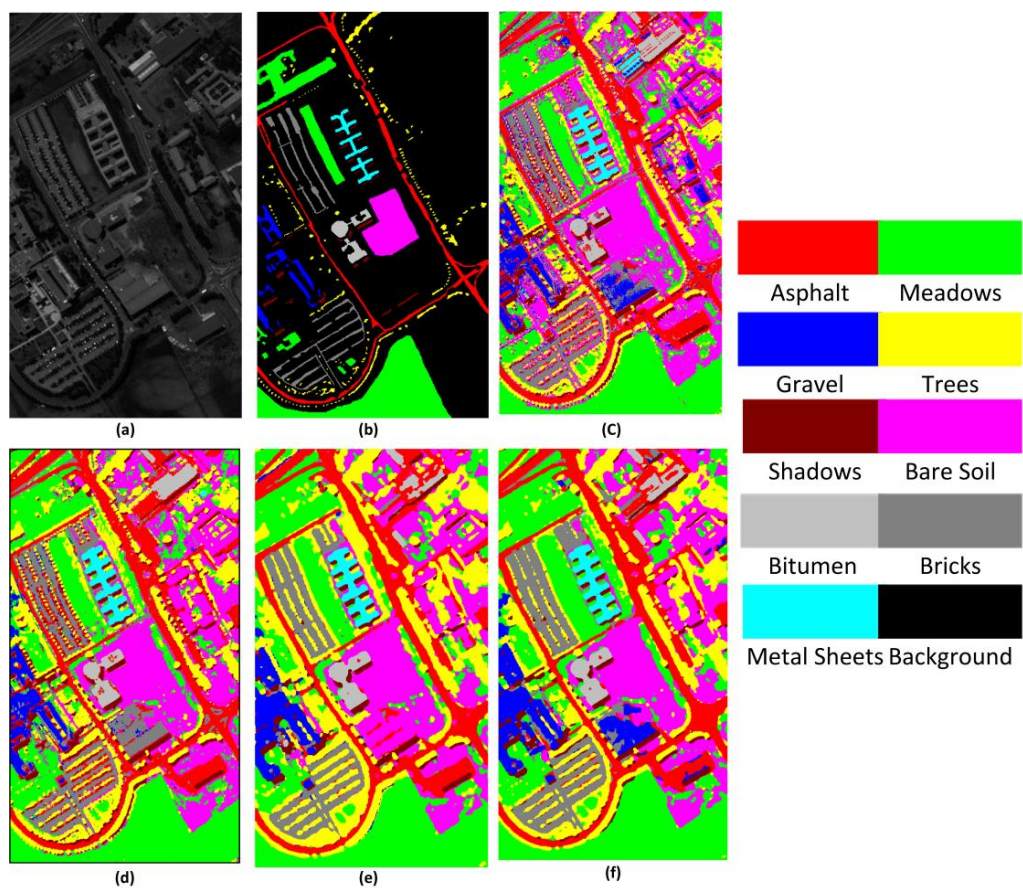 (a)
(b)
(C)
Asphalt Meadows
Gravel Trees
Shadows Bare Soil
Bitumen Bricks
Metal Sheets Background
(d)
(e)
(f)